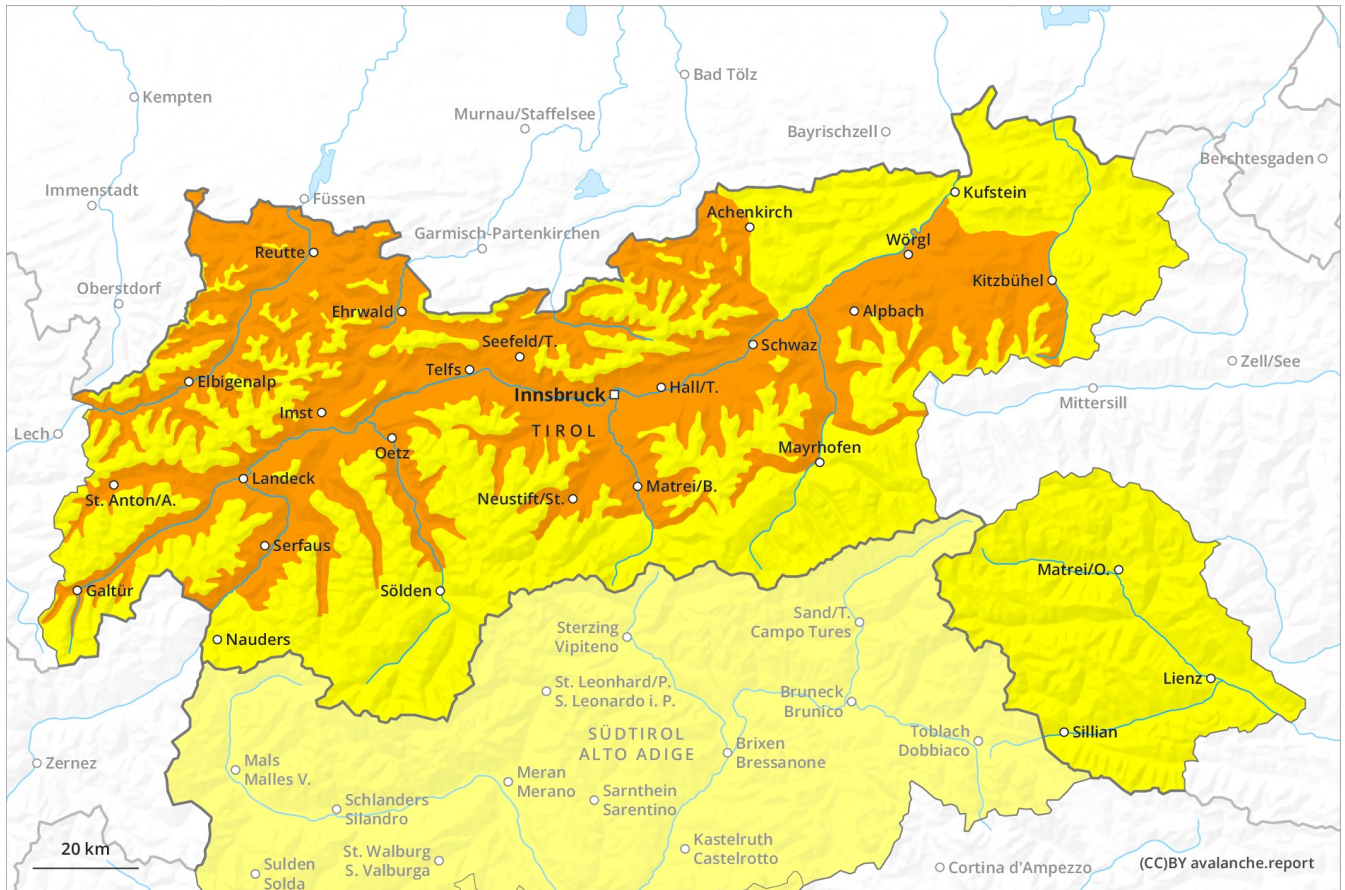 Bad Tölz
Kempten
Murnau/Staffelsee
Bayrischzell
Berchtesgaden
Immenstadt
Füssen
Kufstein
Achenkirch
Garmisch-Partenkirchen
Wörgl
Reutte
Kitzbühel
Oberstdorf
Ehrwald
Alpbach
Seefeld/T.
Schwaz
Zell/See
Telfs
Elbigenalp
Hall/T.
Innsbruck
Mittersill
Imst
Lech
TIROL
Oetz
Mayrhofen
Landeck
Matrei/B.
St. Anton/A.
Neustift/St.
Serfaus
Matrei/O.
Galtür
Sölden
Sand/T.
Campo Tures
Sterzing
Vipiteno
Nauders
Lienz
St. Leonhard/P.
S. Leonardo i. P.
Bruneck
Brunico
SÜDTIROL
ALTO ADIGE
Toblach
Dobbiaco
Sillian
Brixen
Bressanone
Zernez
Mals
Malles V.
Meran
Merano
Sarnthein
Sarentino
Schlanders
Silandro
Kastelruth
Castelrotto
20 km
St. Walburg
S. Valburga
Sulden
Solda
Cortina d'Ampezzo
(CC)BY avalanche.report